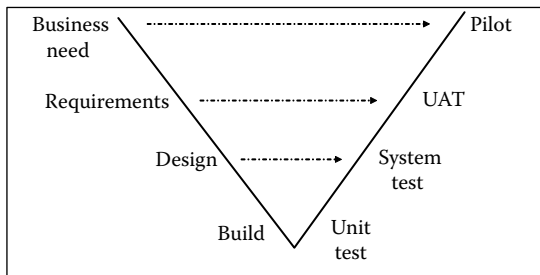 Business
need
Pilot
Requirements
UAT
Design
System
test
Build
Unit
test